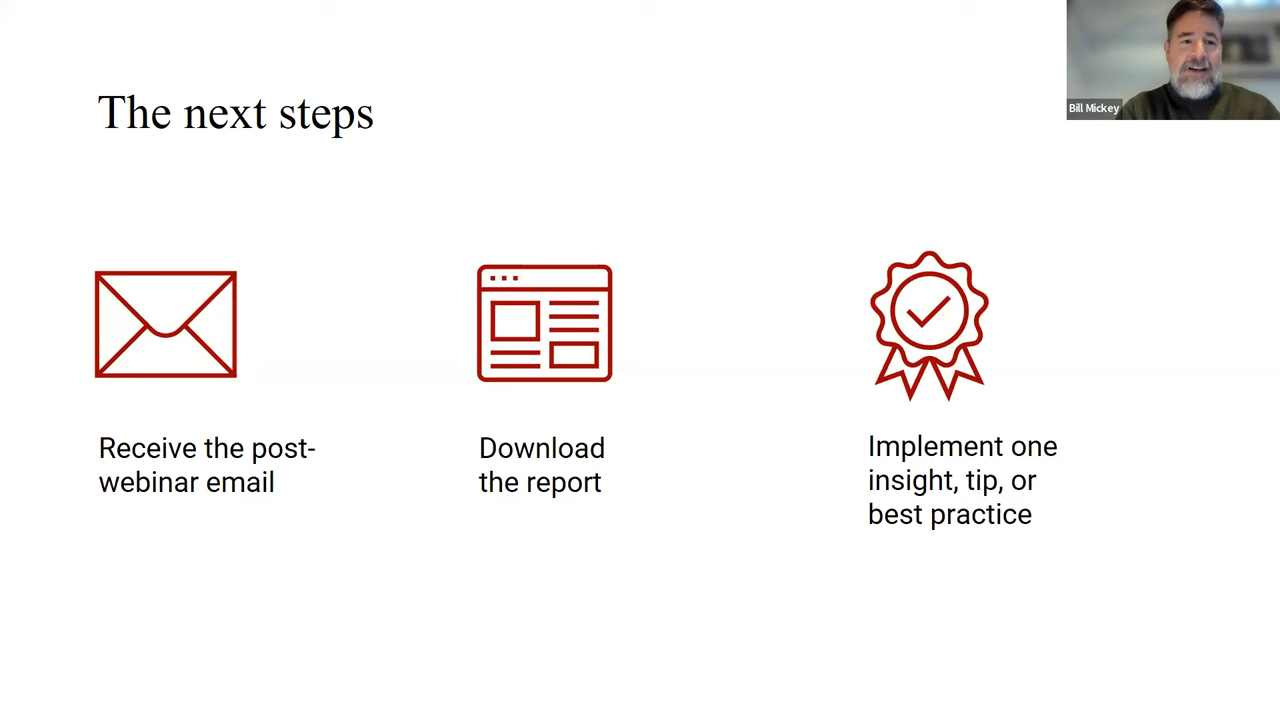 The next steps
Bill Mickey
Receive the post-
webinar email
Download
the report
Implement one
insight, tip, or
best practice